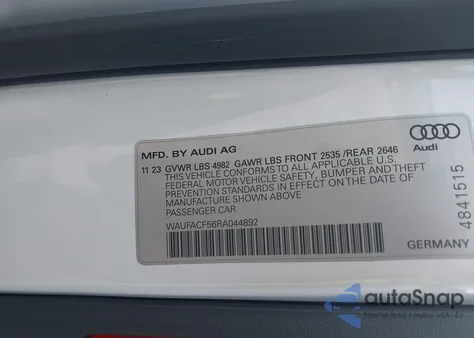 MFD. BY AUDI AG
11 23 GVWR LBS 4982 GAWR LBS FRONT 2535 /REAR 2646
THIS VEHICLE CONFORMS TO ALL APPLICABLE U.S.
FEDERAL MOTOR VEHICLE SAFETY, BUMPER AND THEFT
PREVENTION STANDARDS IN EFFECT ON THE DATE OF
MANUFACTURE SHOWN ABOVE
PASSENGER CAR
WAUFACF56RA044892
Audi
4841515
GERMANY
autoSnap